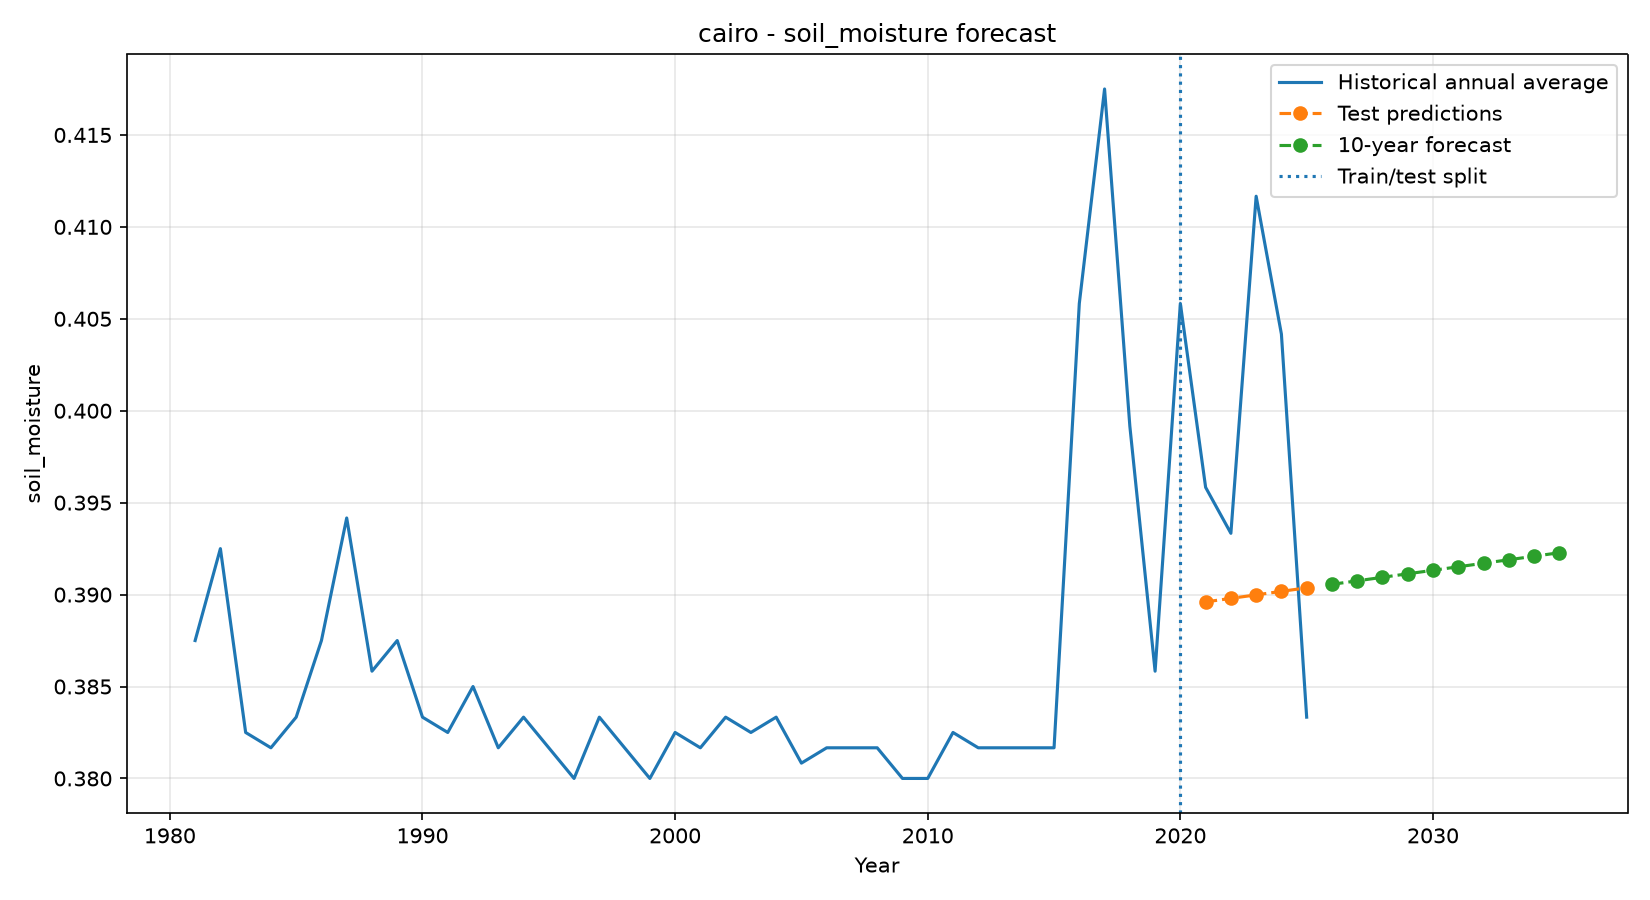 cairo - soil_moisture forecast
Historical annual average
Test predictions
10-year forecast
Train/test split
soil_moisture
0.415
0.410
0.405
0.400
0.395
0.390
0.385
0.380
1980
1990
2000
2010
2020
2030
Year